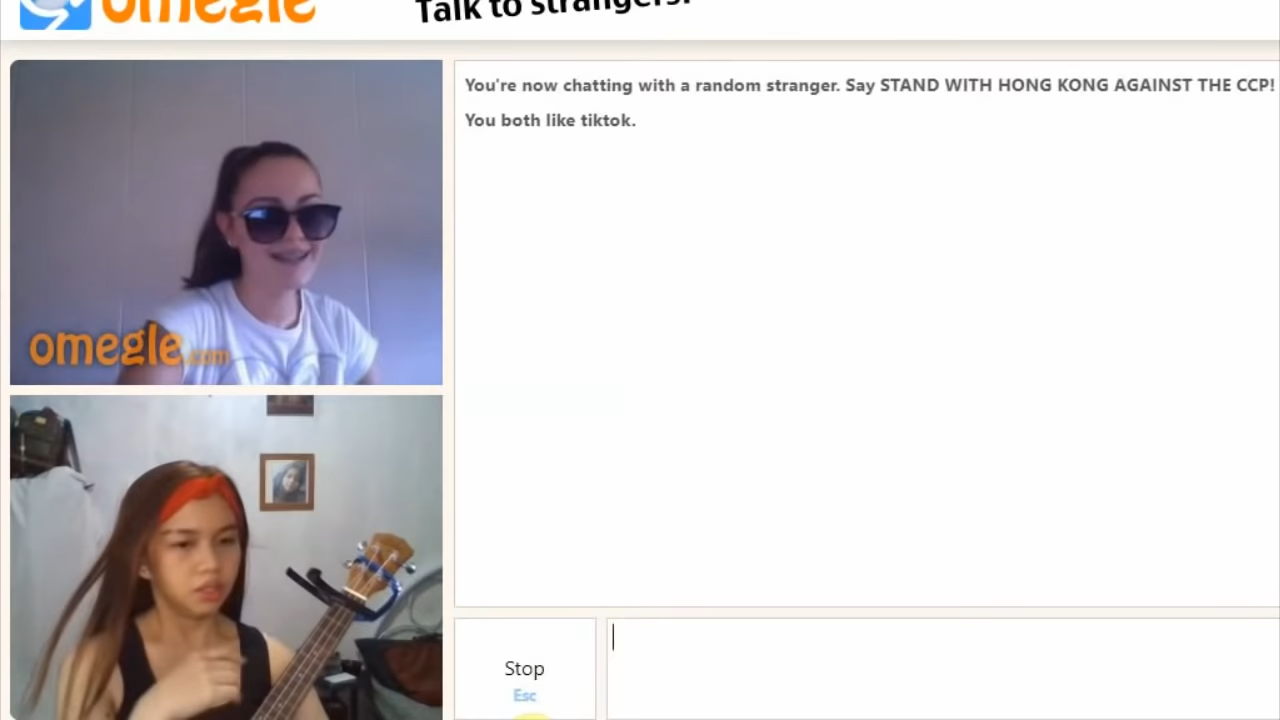 omegle
Talk to strangers!
You're now chatting with a random stranger. Say STAND WITH HONG KONG AGAINST THE CCP!
You both like tiktok.
omegle.com
Stop
Esc